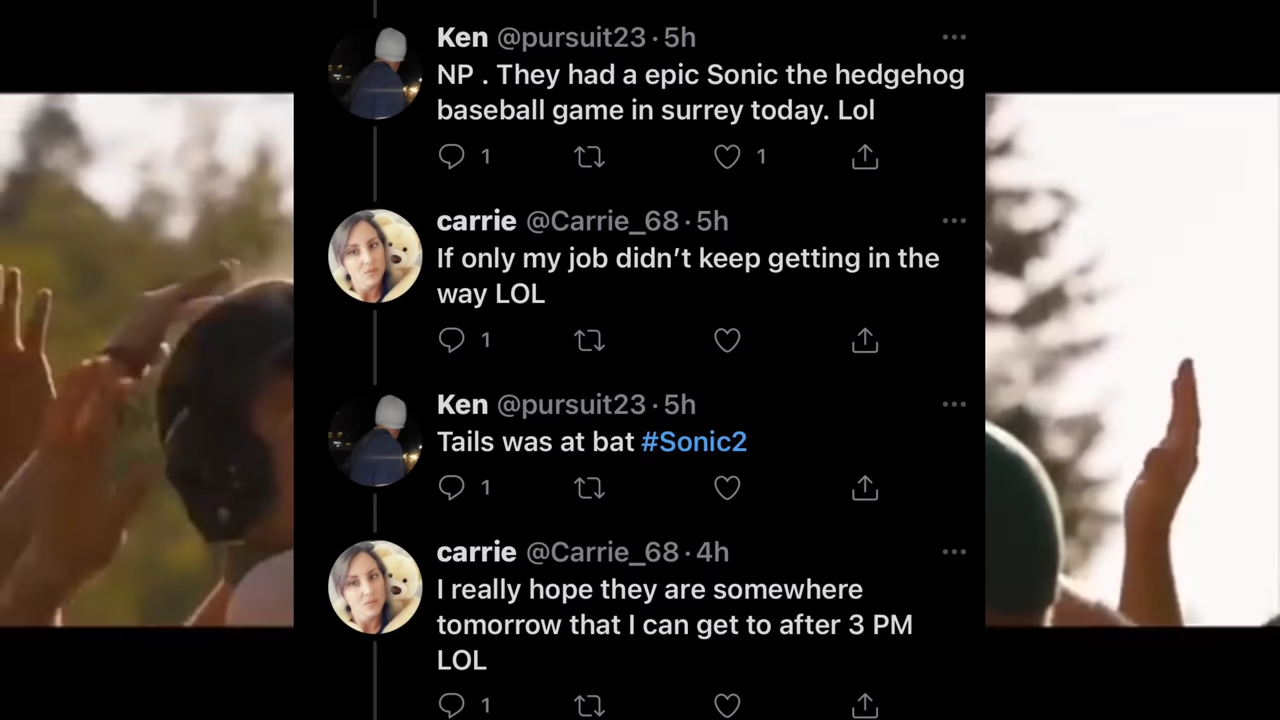 Ken @pursuit23 · 5h
NP . They had a epic Sonic the hedgehog
baseball game in surrey today. Lol
1 1
carrie @Carrie_68 · 5h
If only my job didn’t keep getting in the
way LOL
1
Ken @pursuit23 · 5h
Tails was at bat #Sonic2
1
carrie @Carrie_68 · 4h
I really hope they are somewhere
tomorrow that I can get to after 3 PM
LOL
1